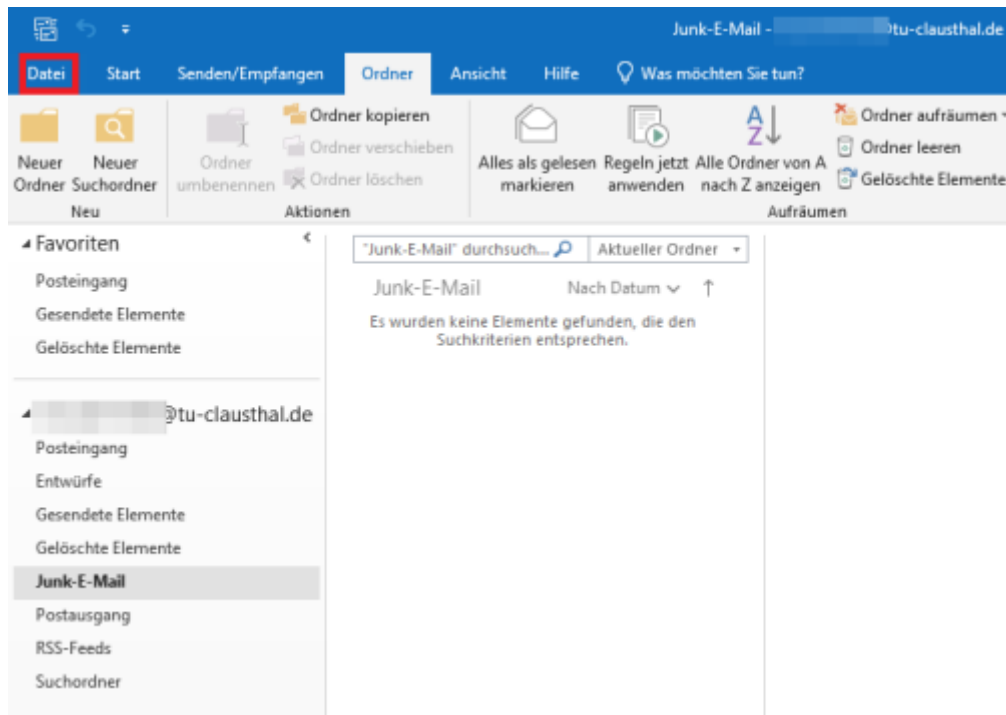 Junk-E-Mail - @tu-clausthal.de
Datei Start Senden/Empfangen Ordner Ansicht Hilfe Was möchten Sie tun?
Neuer Ordner
Neuer Suchordner
Neu
Ordner umbenennen
Ordner kopieren
Ordner verschieben
Ordner löschen
Aktionen
Alles als gelesen markieren
Regeln jetzt anwenden
Alle Ordner von A nach Z anzeigen
Ordner aufräumen
Ordner leeren
Gelöschte Elemente
Aufräumen
Favoriten
Posteingang
Gesendete Elemente
Gelöschte Elemente
@tu-clausthal.de
Posteingang
Entwürfe
Gesendete Elemente
Gelöschte Elemente
Junk-E-Mail
Postausgang
RSS-Feeds
Suchordner
"Junk-E-Mail" durchsuch... Aktueller Ordner
Junk-E-Mail Nach Datum
Es wurden keine Elemente gefunden, die den
Suchkriterien entsprechen.